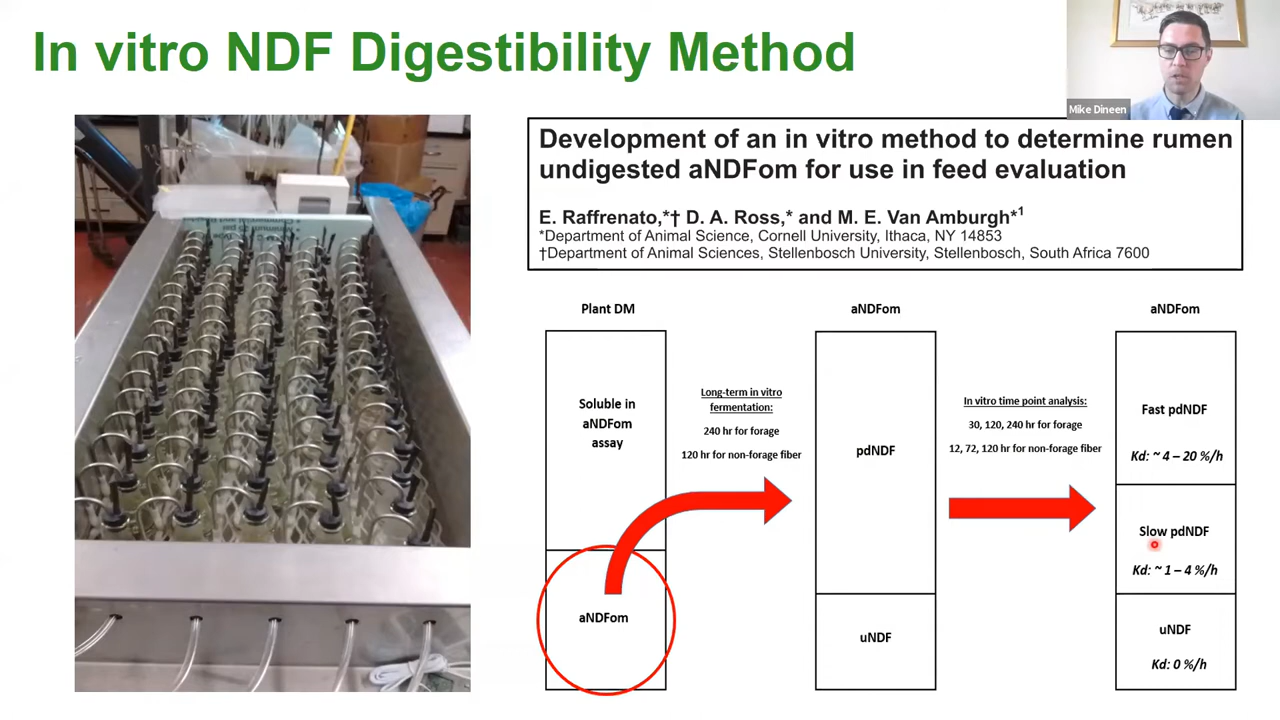 In vitro NDF Digestibility Method
Mike Dineen
Development of an in vitro method to determine rumen
undigested aNDFom for use in feed evaluation
E. Raffrenato,*† D. A. Ross,* and M. E. Van Amburgh*1
*Department of Animal Science, Cornell University, Ithaca, NY 14853
†Department of Animal Sciences, Stellenbosch University, Stellenbosch, South Africa 7600
Plant DM
Soluble in
aNDFom
assay
aNDFom
Long-term in vitro
fermentation:
240 hr for forage
120 hr for non-forage fiber
aNDFom
pdNDF
uNDF
In vitro time point analysis:
30, 120, 240 hr for forage
12, 72, 120 hr for non-forage fiber
aNDFom
Fast pdNDF
Kd: ~ 4 – 20 %/h
Slow pdNDF
Kd: ~ 1 – 4 %/h
uNDF
Kd: 0 %/h